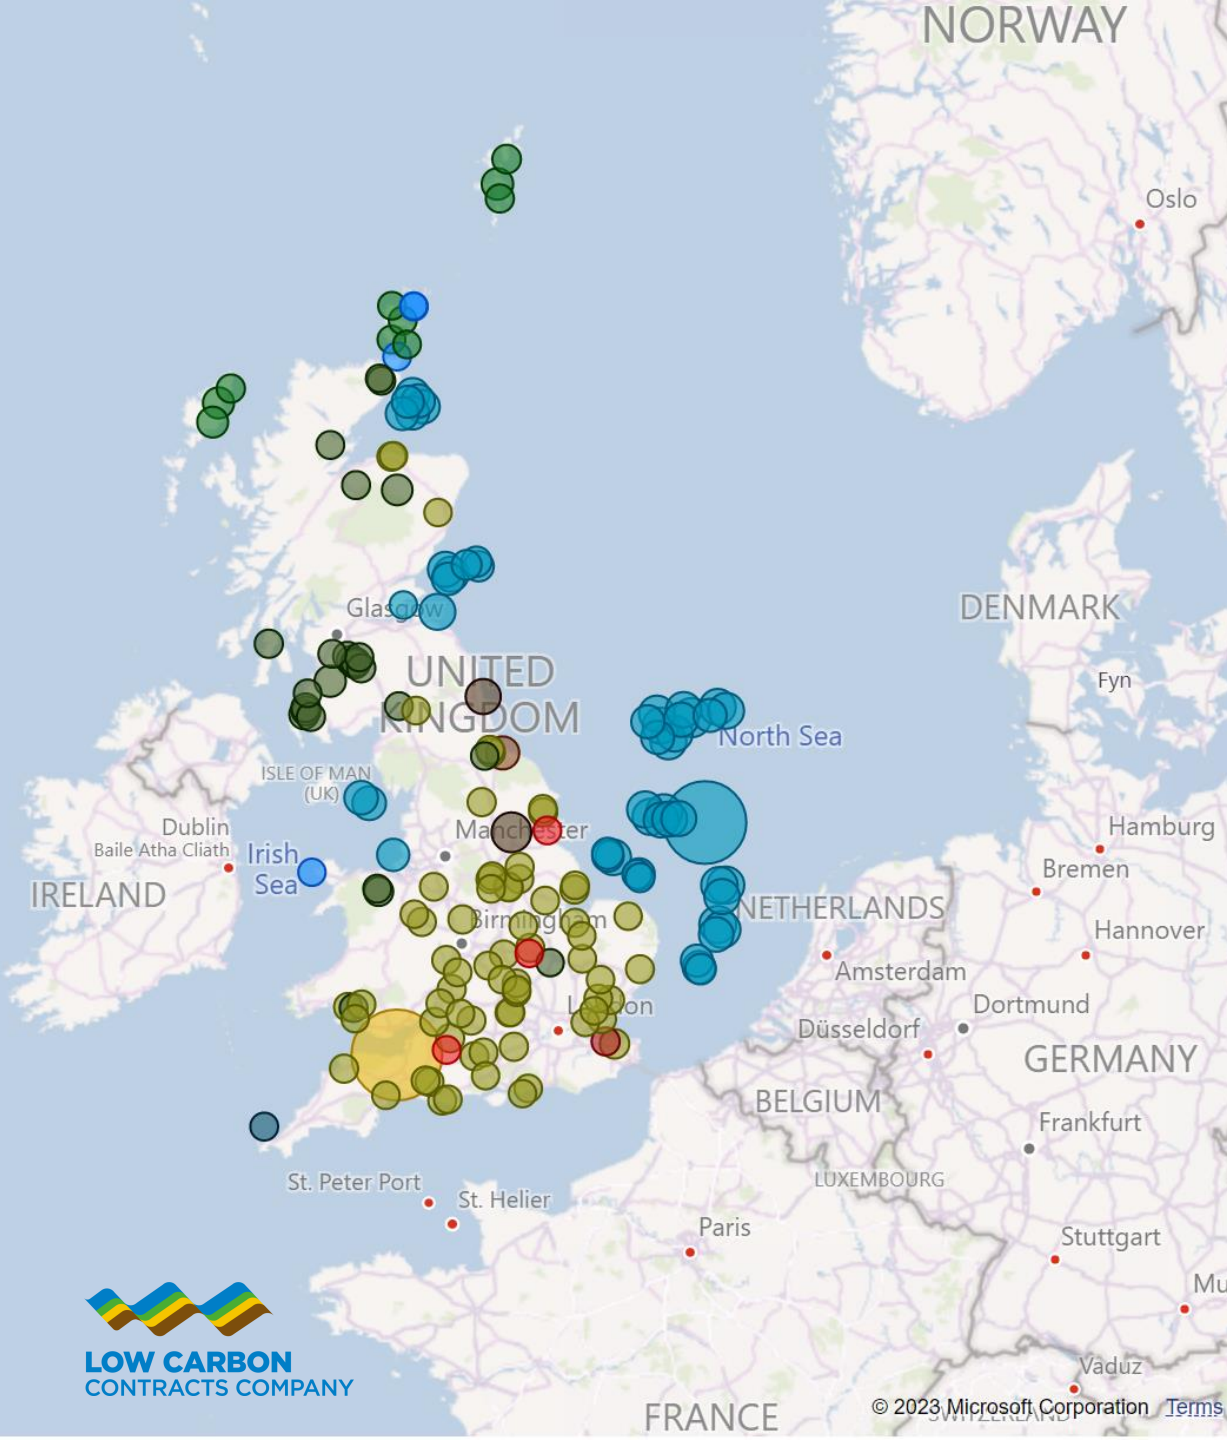 NORWAY
Oslo
Glasgow
DENMARK
Fyn
UNITED
KINGDOM
North Sea
ISLE OF MAN
(UK)
Dublin
Baile Atha Cliath
Irish
Sea
Manchester
Hamburg
Bremen
IRELAND
Birmingham
NETHERLANDS
Hannover
Amsterdam
London
Dortmund
Düsseldorf
GERMANY
BELGIUM
Frankfurt
St. Peter Port
St. Helier
LUXEMBOURG
Paris
Stuttgart
Mu
LOW CARBON
CONTRACTS COMPANY
Vaduz
FRANCE
SWITZERLAND
© 2023 Microsoft Corporation Terms